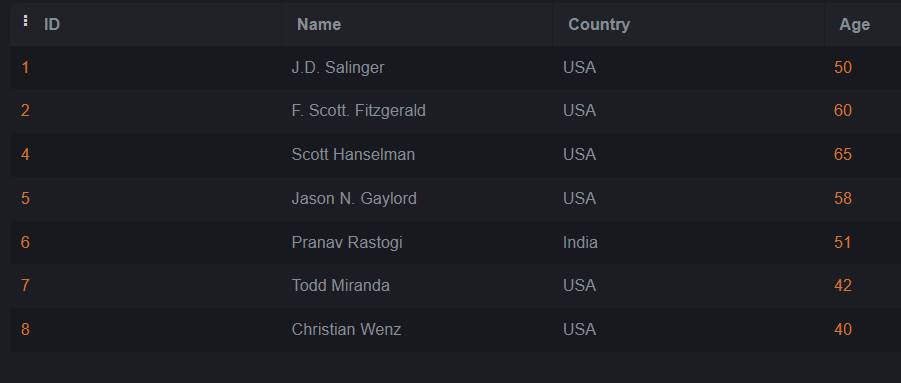 ID Name Country Age
1 J.D. Salinger USA 50
2 F. Scott. Fitzgerald USA 60
4 Scott Hanselman USA 65
5 Jason N. Gaylord USA 58
6 Pranav Rastogi India 51
7 Todd Miranda USA 42
8 Christian Wenz USA 40